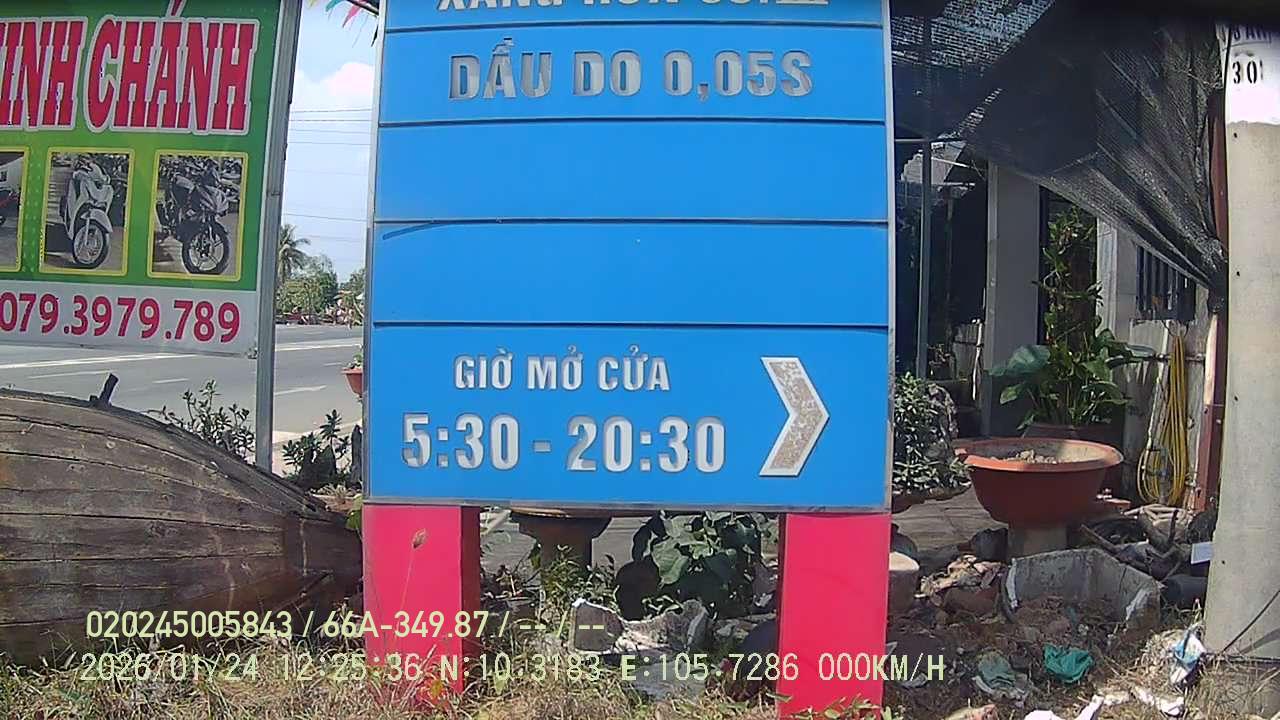 DẦU DO 0,05S
GIỜ MỞ CỬA
5:30 - 20:30
CHÁNH
079.3979.789
30
020245005843 / 66A-349.87 / -- / --
2026/01/24 12:25:36 N:10.3183 E:105.7286 000KM/H